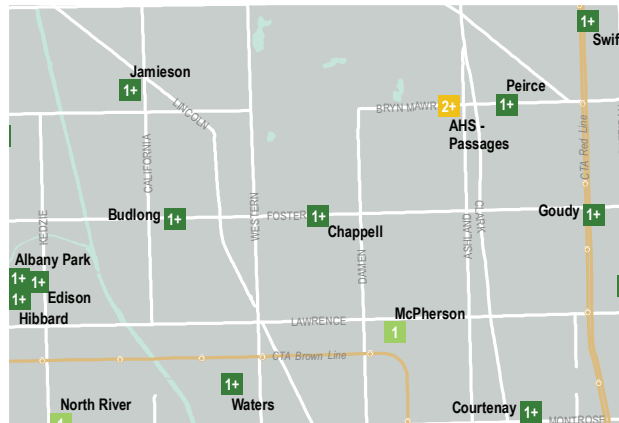 1+
Swif
Jamieson
1+
LINCOLN
Peirce
BRYN MAWR
2+
1+
AHS -
Passages
CALIFORNIA
CTA Red Line
KEDZIE
Budlong
1+
WESTERN
FOSTER
1+
Chappell
DAMEN
ASHLAND
CLARK
Goudy
1+
Albany Park
1+
1+
Edison
1+
Hibbard
LAWRENCE
McPherson
1
CTA Brown Line
1+
Waters
North River
1
Courtenay
1+
MONTROSE